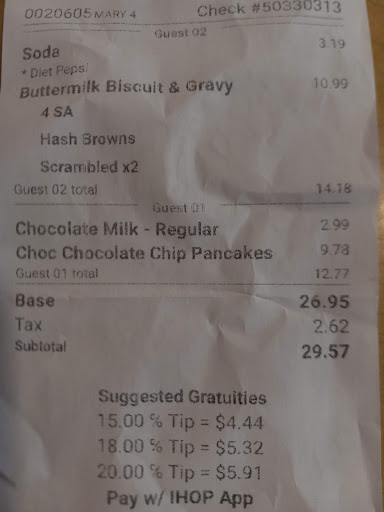 0020605 MARY 4 Check #50330313
Guest 02
Soda 3.19
* Diet Pepsi
Buttermilk Biscuit & Gravy 10.99
4 SA
Hash Browns
Scrambled x2
Guest 02 total 14.18
Guest 01
Chocolate Milk - Regular 2.99
Choc Chocolate Chip Pancakes 9.78
Guest 01 total 12.77
Base 26.95
Tax 2.62
Subtotal 29.57
Suggested Gratuities
15.00 % Tip = $4.44
18.00 % Tip = $5.32
20.00 % Tip = $5.91
Pay w/ IHOP App